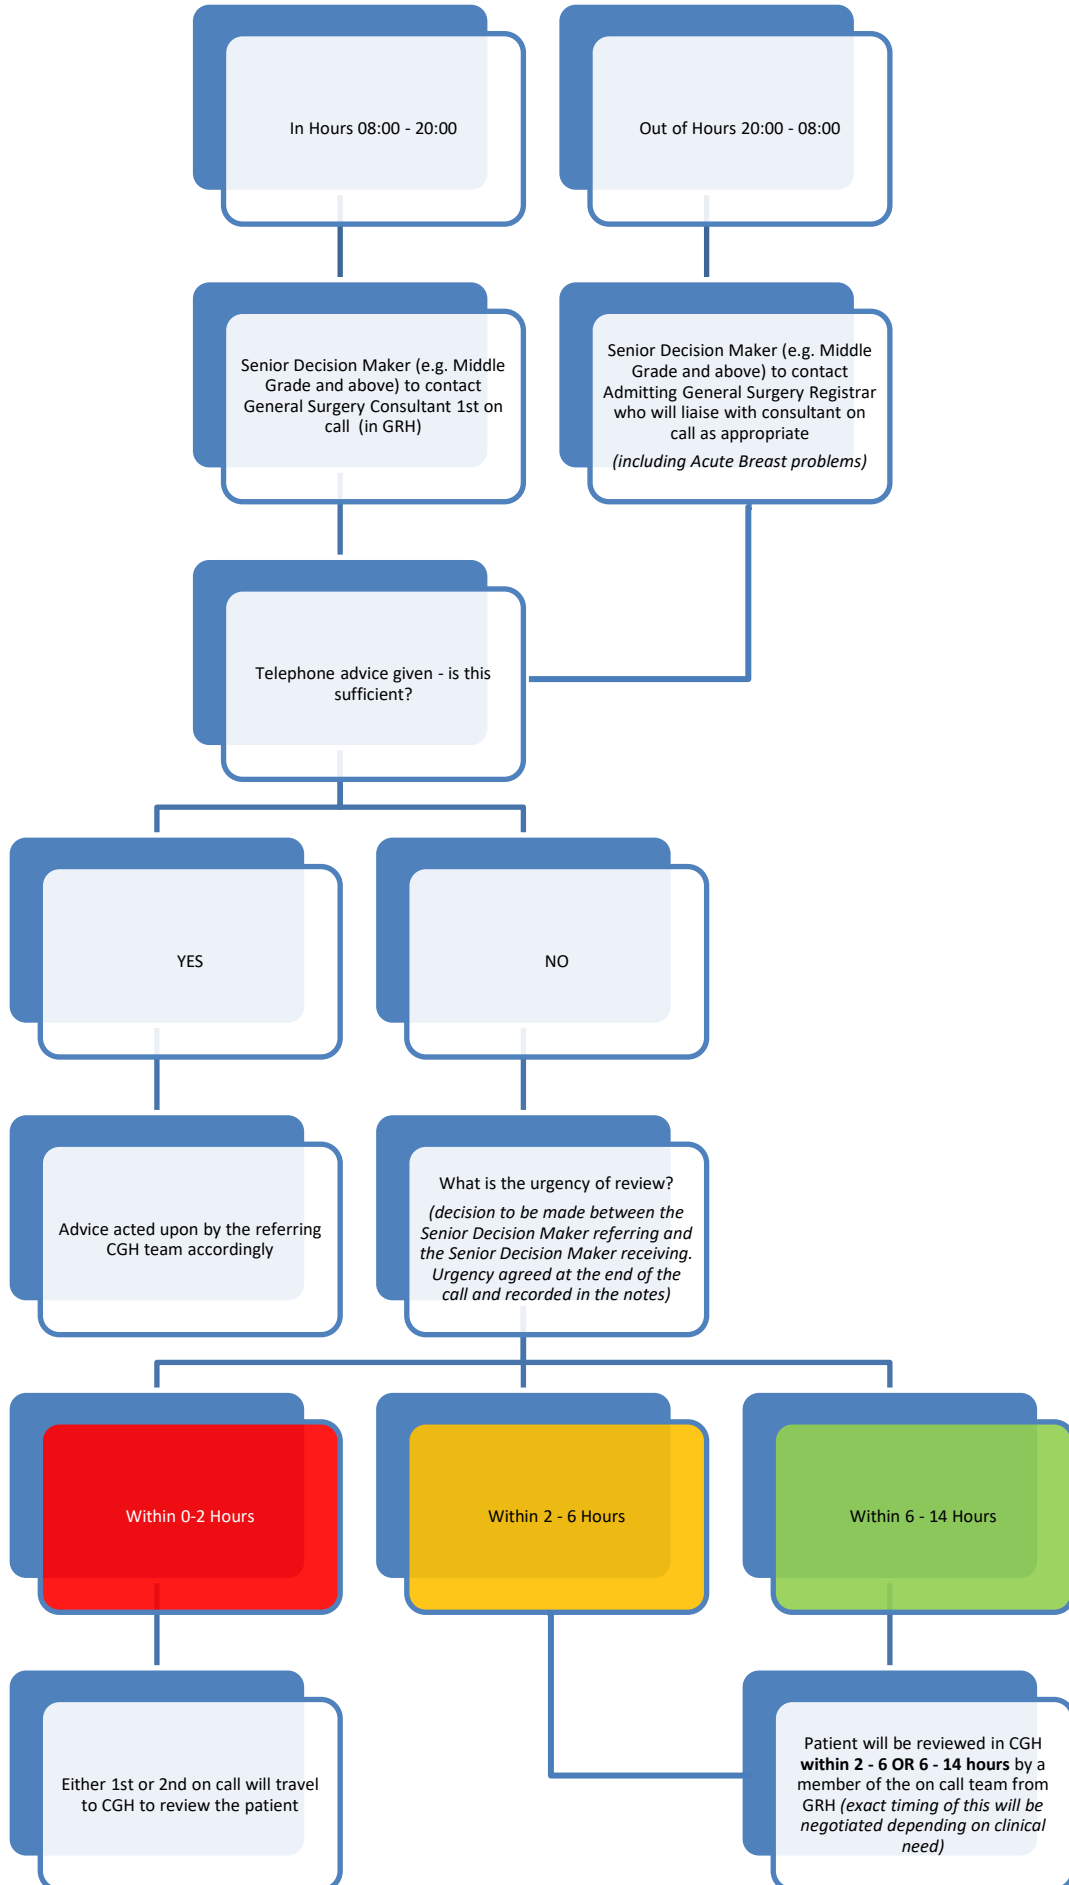 In Hours 08:00 - 20:00
Out of Hours 20:00 - 08:00
Senior Decision Maker (e.g. Middle
Grade and above) to contact
General Surgery Consultant 1st on
call  (in GRH)
Senior Decision Maker (e.g. Middle
Grade and above) to contact
Admitting General Surgery Registrar
who will liaise with consultant on
call as appropriate
(including Acute Breast problems)
Telephone advice given - is this
sufficient?
YES
NO
Advice acted upon by the referring
CGH team accordingly
What is the urgency of review?
(decision to be made between the
Senior Decision Maker referring and
the Senior Decision Maker receiving.
Urgency agreed at the end of the
call and recorded in the notes)
Within 0-2 Hours
Within 2 - 6 Hours
Within 6 - 14 Hours
Either 1st or 2nd on call will travel
to CGH to review the patient
Patient will be reviewed in CGH
within 2 - 6 OR 6 - 14 hours by a
member of the on call team from
GRH (exact timing of this will be
negotiated depending on clinical
need)